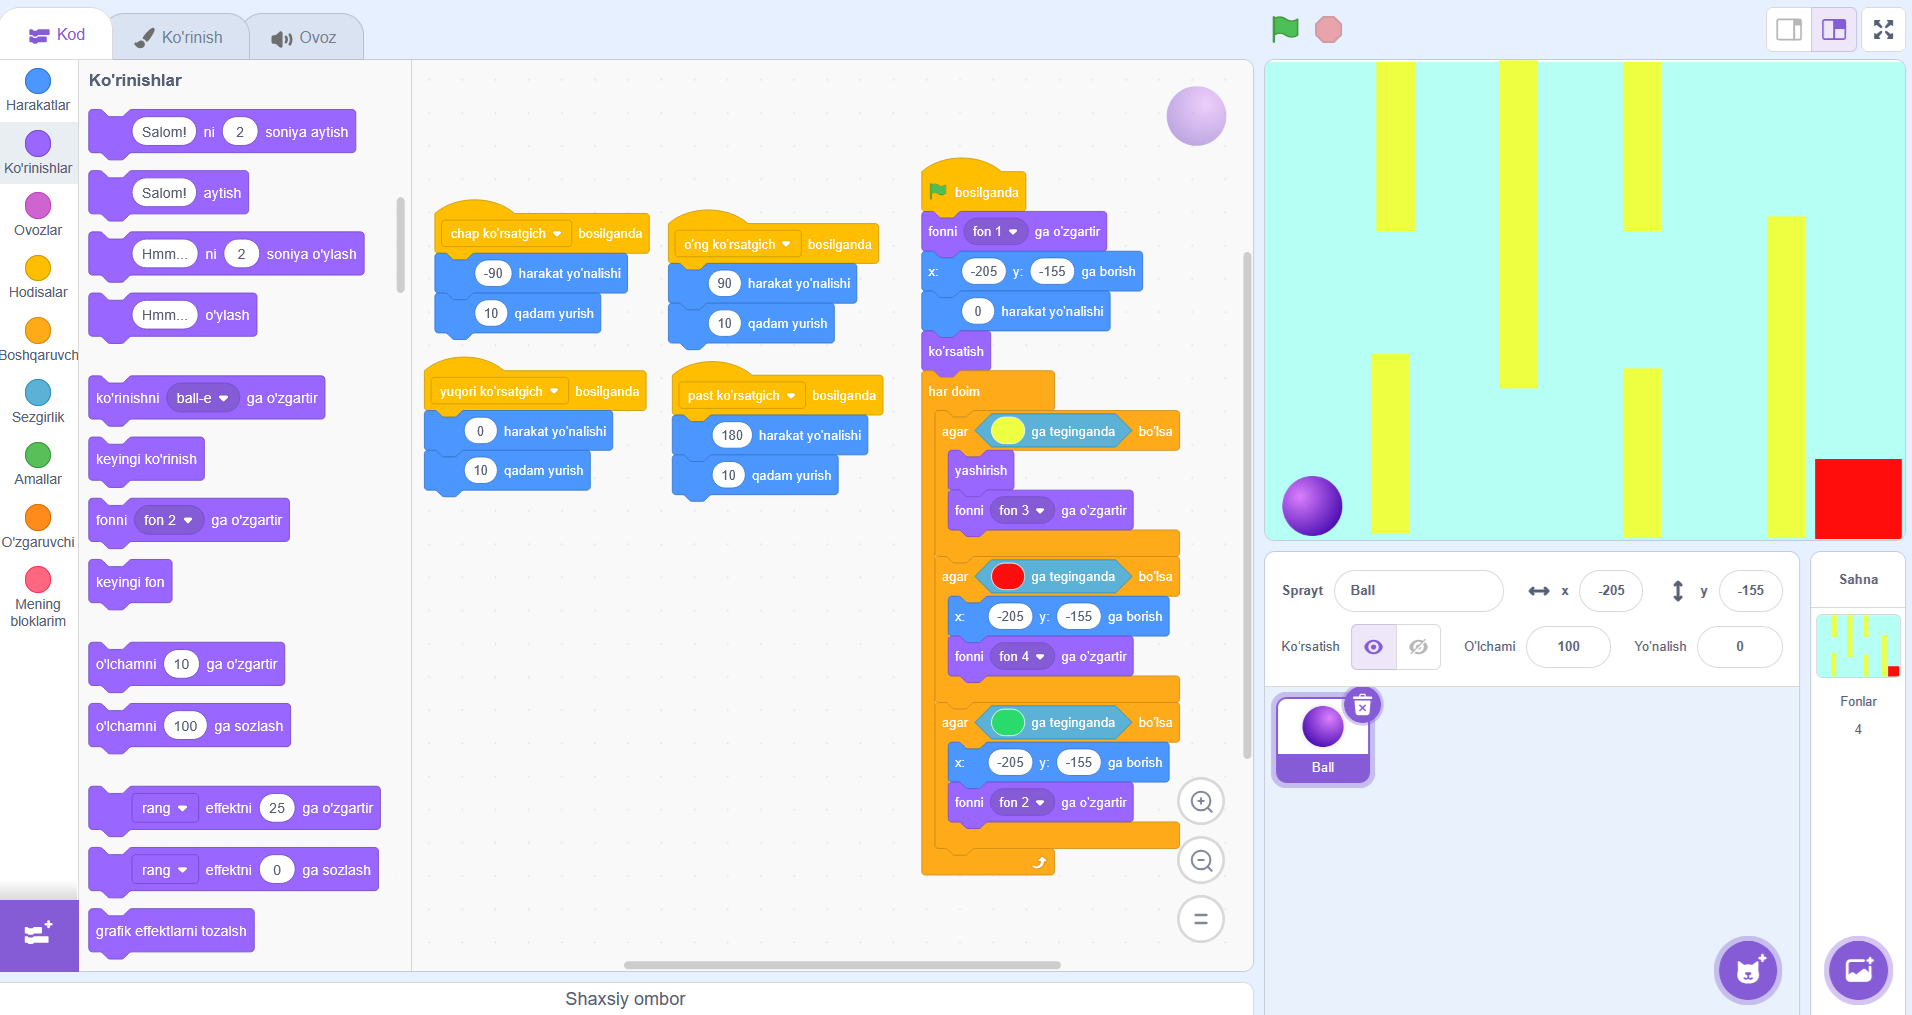 Kod
Ko'rinish
Ovoz
Harakatlar
Ko'rinishlar
Ovozlar
Hodisalar
Boshqaruvch
Sezgirlik
Amallar
O'zgaruvchi
Mening
bloklarim
Ko'rinishlar
Salom! ni 2 soniya aytish
Salom! aytish
Hmm... ni 2 soniya o'ylash
Hmm... o'ylash
ko'rinishni ball-e ga o'zgartir
keyingi ko'rinish
fonni fon 2 ga o'zgartir
keyingi fon
o'lchamni 10 ga o'zgartir
o'lchamni 100 ga sozlash
rang effektni 25 ga o'zgartir
rang effektni 0 ga sozlash
grafik effektlarni tozalsh
chap ko'rsatgich bosilganda
-90 harakat yo'nalishi
10 qadam yurish
o'ng ko'rsatgich bosilganda
90 harakat yo'nalishi
10 qadam yurish
yuqori ko'rsatgich bosilganda
0 harakat yo'nalishi
10 qadam yurish
past ko'rsatgich bosilganda
180 harakat yo'nalishi
10 qadam yurish
bosilganda
fonni fon 1 ga o'zgartir
x: -205 y: -155 ga borish
0 harakat yo'nalishi
ko'rsatish
har doim
agar ga teginganda bo'lsa
yashirish
fonni fon 3 ga o'zgartir
agar ga teginganda bo'lsa
x: -205 y: -155 ga borish
fonni fon 4 ga o'zgartir
agar ga teginganda bo'lsa
x: -205 y: -155 ga borish
fonni fon 2 ga o'zgartir
Shaxsiy ombor
Sprayt Ball x -205 y -155
Ko'rsatish O'lchami 100 Yo'nalish 0
Ball
Sahna
Fonlar
4